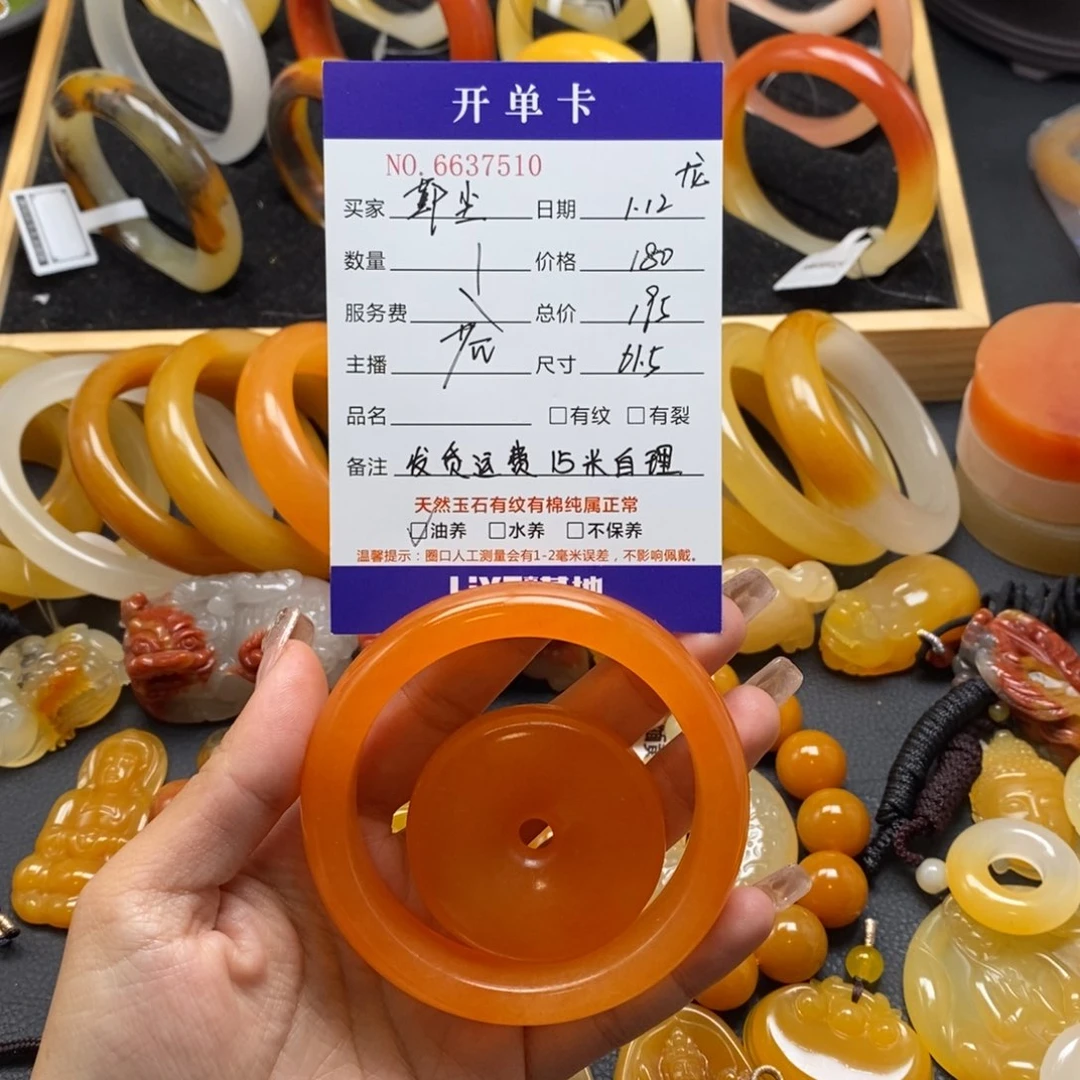 开单卡
NO. 6637510 龙
买家 日期 1.12
数量 1 价格 180
服务费 总价 195
主播 尺寸 61.5
品名 □有纹 □有裂
备注 发货运费15米自理
天然玉石有纹有棉纯属正常
☑油养 □水养 □不保养
温馨提示：圈口人工测量会有1-2毫米误差，不影响佩戴。